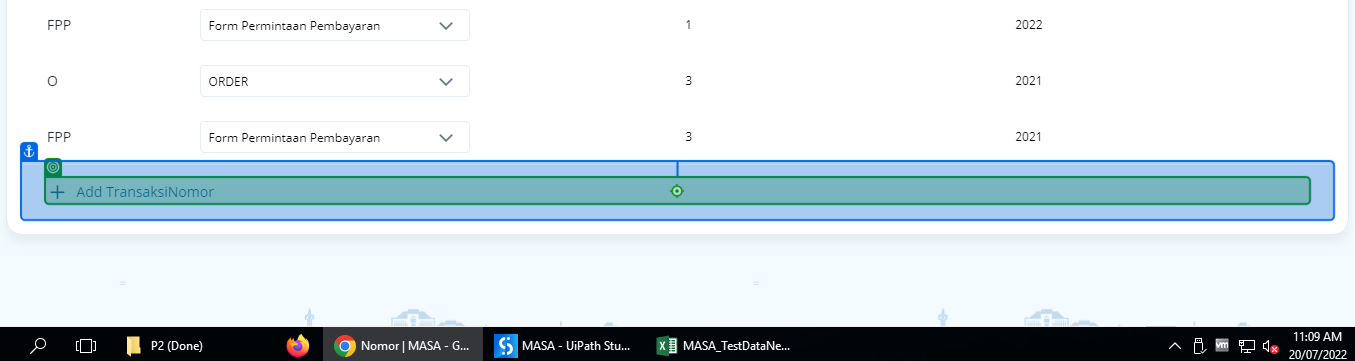 FPP Form Permintaan Pembayaran 1 2022
O ORDER 3 2021
FPP Form Permintaan Pembayaran 3 2021
+ Add TransaksiNomor
P2 (Done) Nomor | MASA - G... MASA - UiPath Stu... MASA_TestDataNe... vm 11:09 AM
20/07/2022